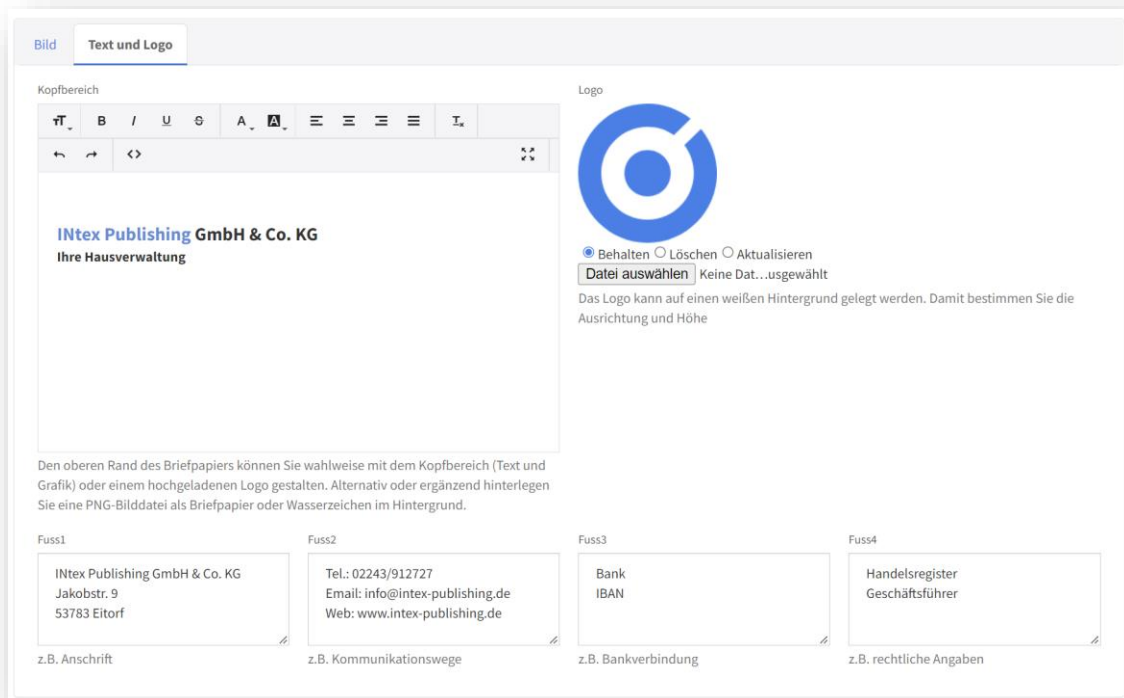 Bild
Text und Logo
Kopfbereich
INtex Publishing GmbH & Co. KG
Ihre Hausverwaltung
Den oberen Rand des Briefpapiers können Sie wahlweise mit dem Kopfbereich (Text und
Grafik) oder einem hochgeladenen Logo gestalten. Alternativ oder ergänzend hinterlegen
Sie eine PNG-Bilddatei als Briefpapier oder Wasserzeichen im Hintergrund.
Logo
Behalten Löschen Aktualisieren
Datei auswählen Keine Dat…usgewählt
Das Logo kann auf einen weißen Hintergrund gelegt werden. Damit bestimmen Sie die
Ausrichtung und Höhe
Fuss1
INtex Publishing GmbH & Co. KG
Jakobstr. 9
53783 Eitorf
z.B. Anschrift
Fuss2
Tel.: 02243/912727
Email: info@intex-publishing.de
Web: www.intex-publishing.de
z.B. Kommunikationswege
Fuss3
Bank
IBAN
z.B. Bankverbindung
Fuss4
Handelsregister
Geschäftsführer
z.B. rechtliche Angaben